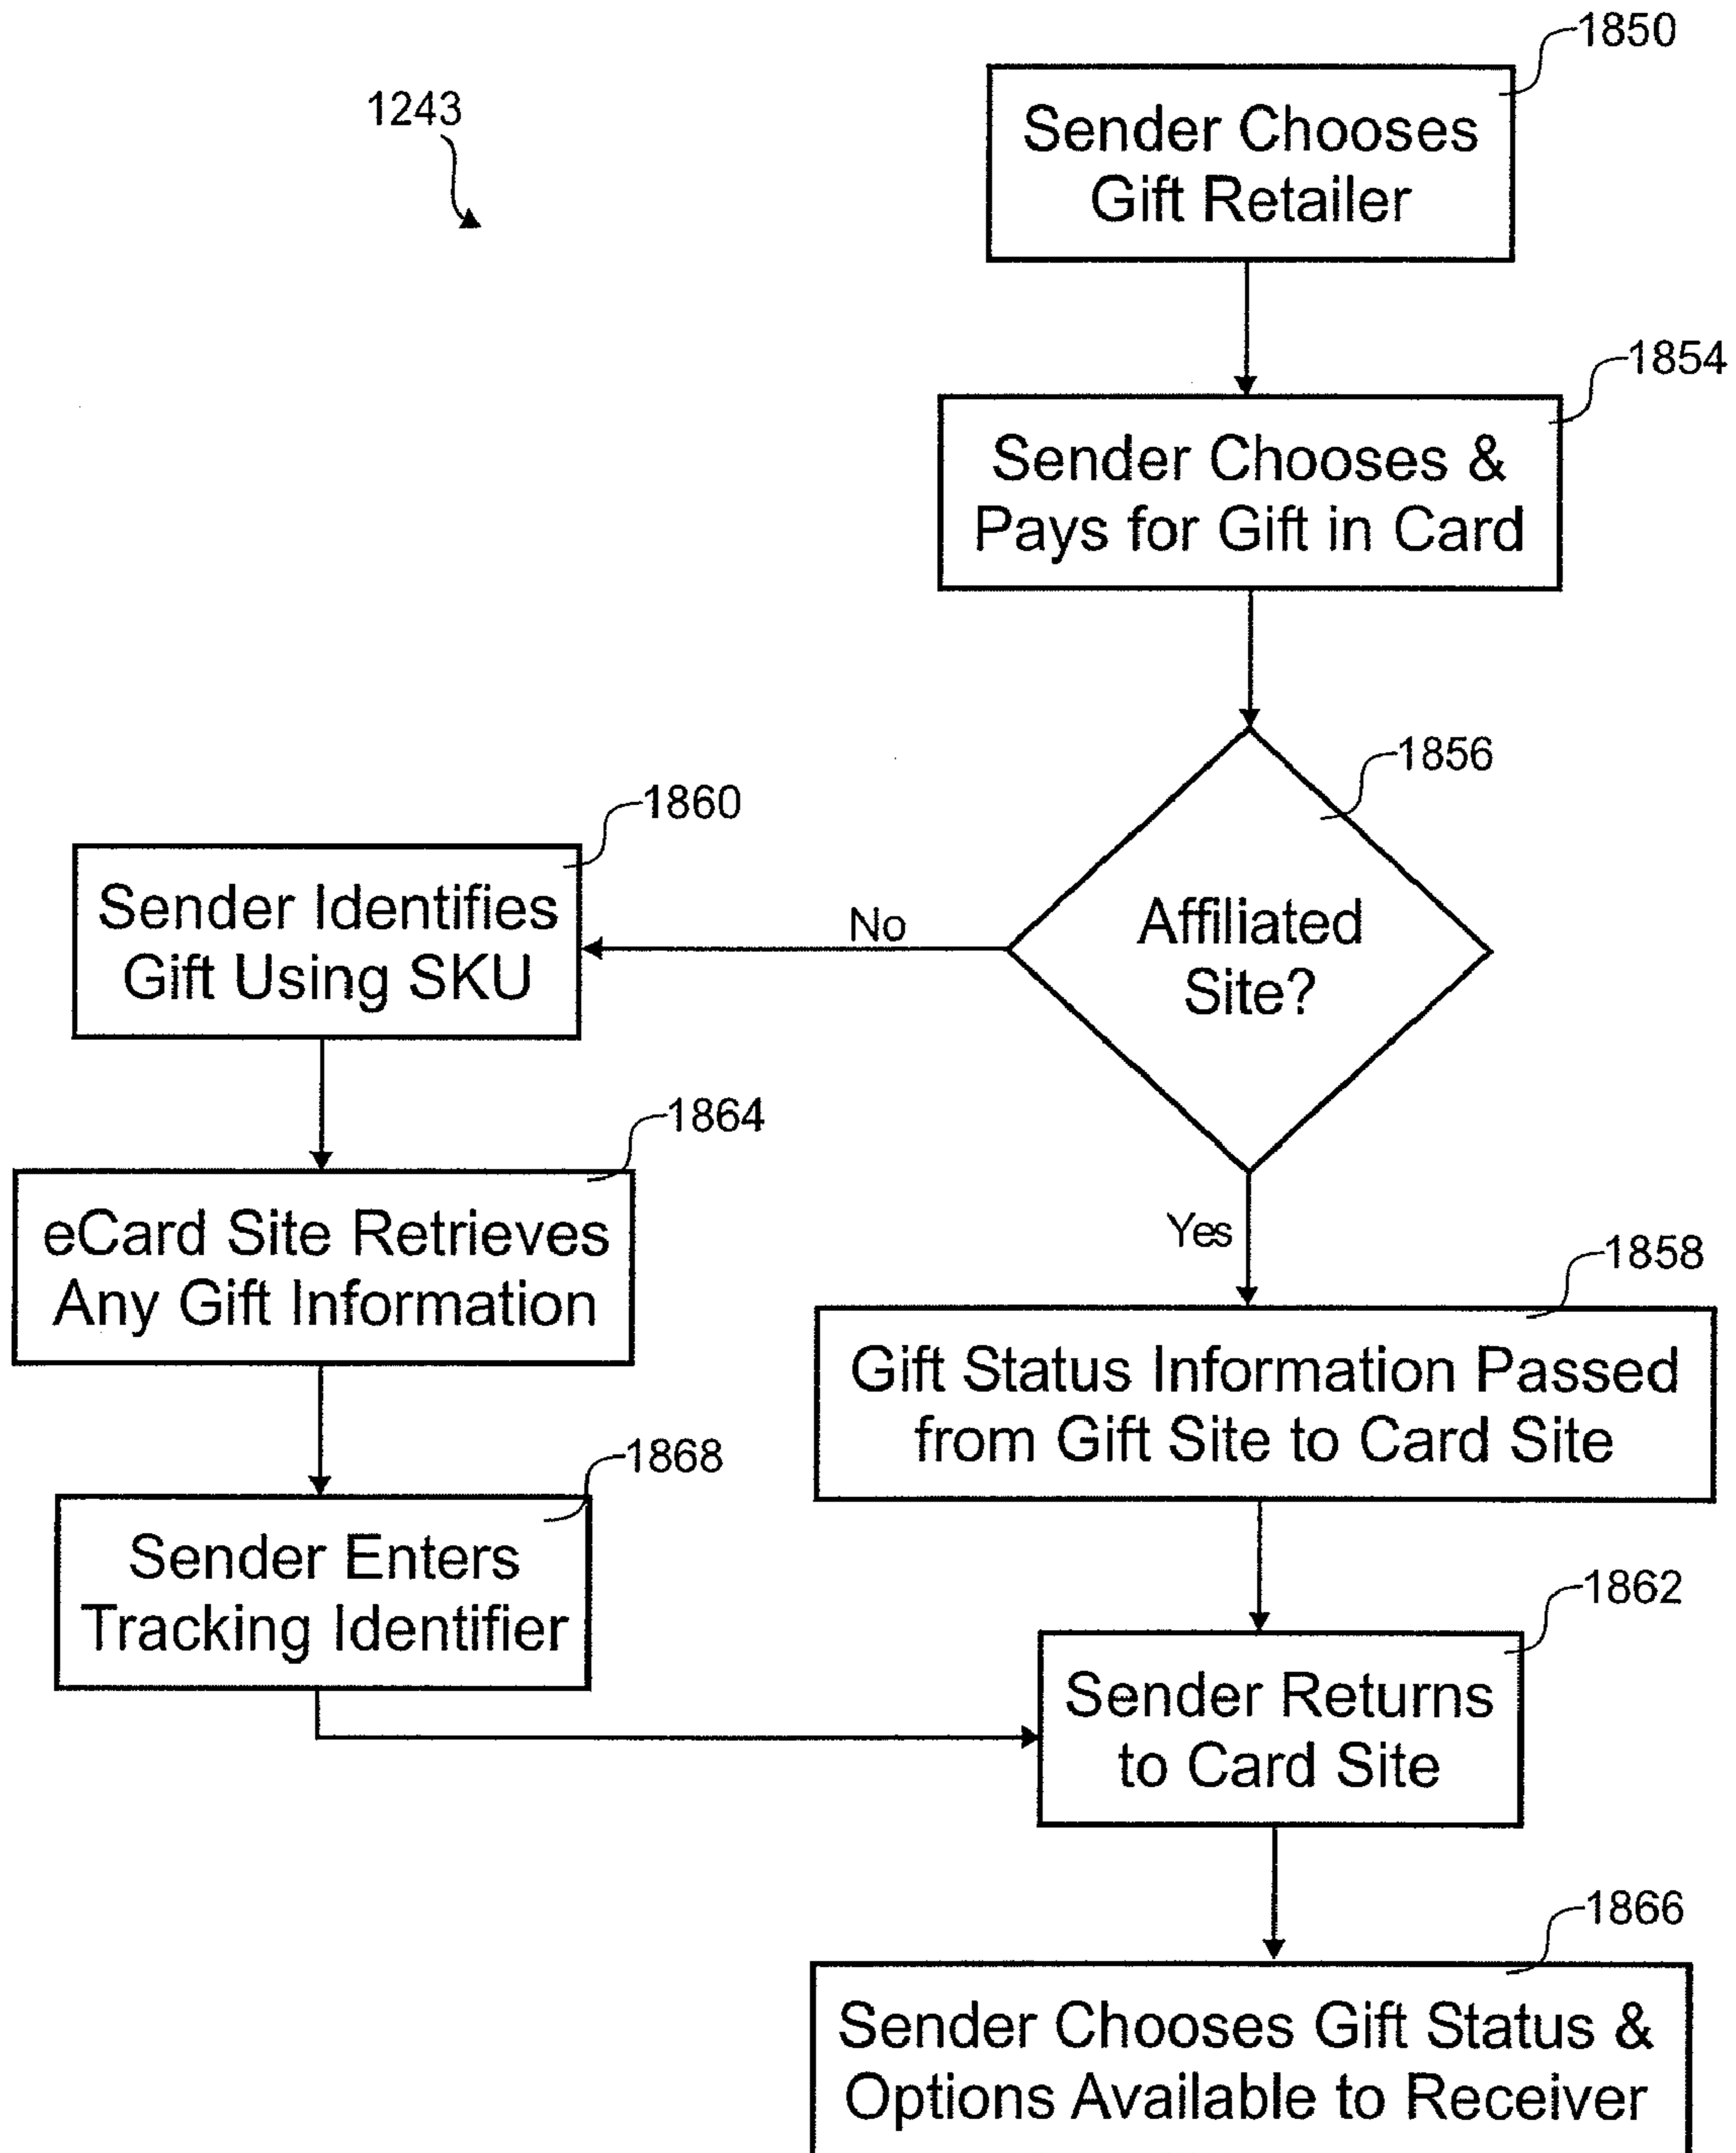 1243
1850
Sender Chooses
Gift Retailer
1854
Sender Chooses &
Pays for Gift in Card
1856
Affiliated
Site?
No
Yes
1860
Sender Identifies
Gift Using SKU
1864
eCard Site Retrieves
Any Gift Information
1868
Sender Enters
Tracking Identifier
1858
Gift Status Information Passed
from Gift Site to Card Site
1862
Sender Returns
to Card Site
1866
Sender Chooses Gift Status &
Options Available to Receiver